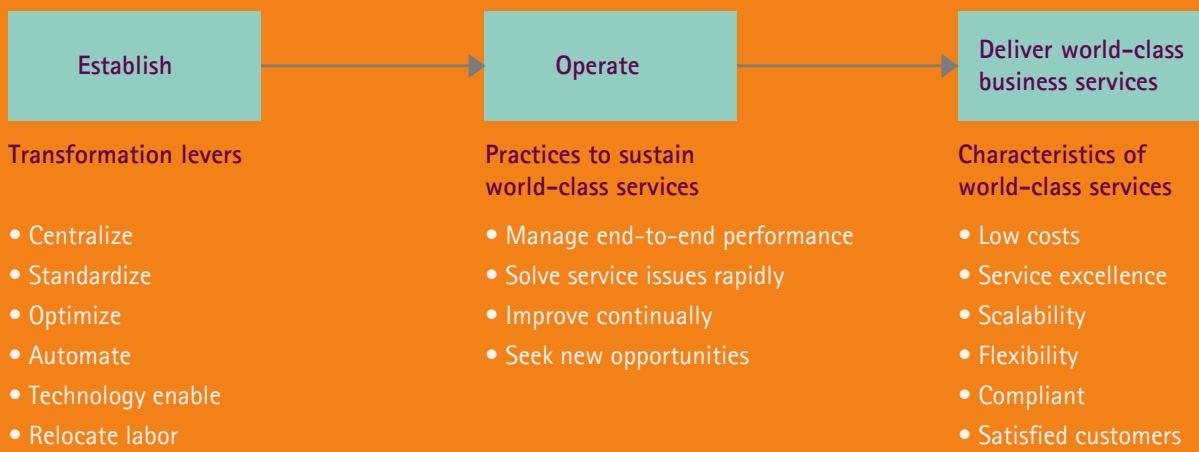 Establish
Operate
Deliver world-class
business services
Transformation levers
• Centralize
• Standardize
• Optimize
• Automate
• Technology enable
• Relocate labor
Practices to sustain
world-class services
• Manage end-to-end performance
• Solve service issues rapidly
• Improve continually
• Seek new opportunities
Characteristics of
world-class services
• Low costs
• Service excellence
• Scalability
• Flexibility
• Compliant
• Satisfied customers